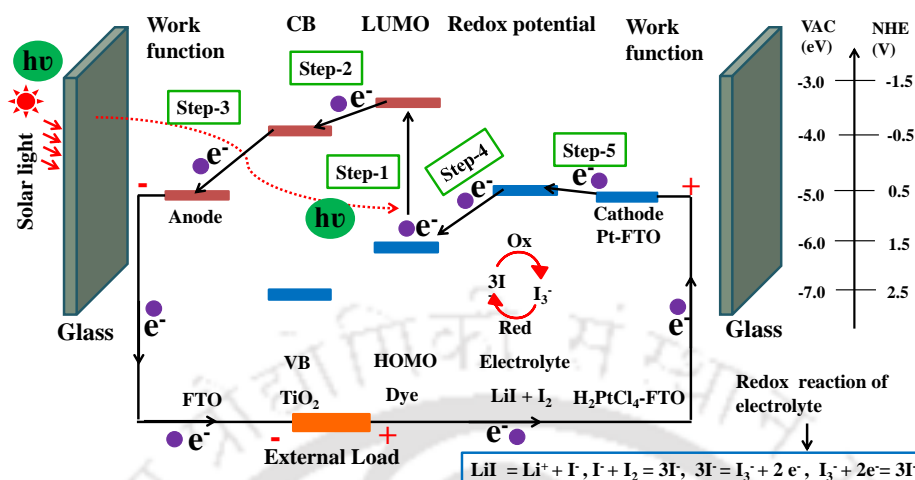 Work function
CB
LUMO
Redox potential
Work function
VAC (eV)
NHE (V)
hυ
Solar light
Step-3
Step-2
e-
e-
-
Anode
Step-1
hυ
e-
Step-4
e-
Step-5
e-
+
Cathode
Pt-FTO
-3.0
-1.5
-4.0
-0.5
-5.0
0.5
-6.0
1.5
-7.0
2.5
Ox
3I-
I3-
Red
Glass
e-
e-
Glass
VB
HOMO
Electrolyte
FTO
TiO2
Dye
LiI + I2
H2PtCl4-FTO
e-
-
+
e-
External Load
Redox reaction of
electrolyte
LiI = Li+ + I-, I- + I2 = 3I-, 3I- = I3- + 2 e-, I3- + 2e- = 3I-